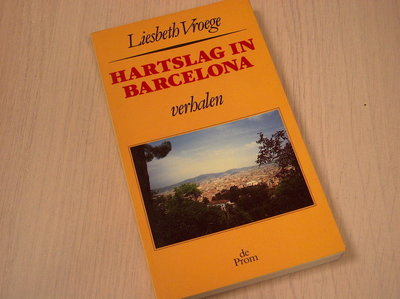 Liesbeth Vroege
HARTSLAG IN
BARCELONA
verhalen
de
Prom